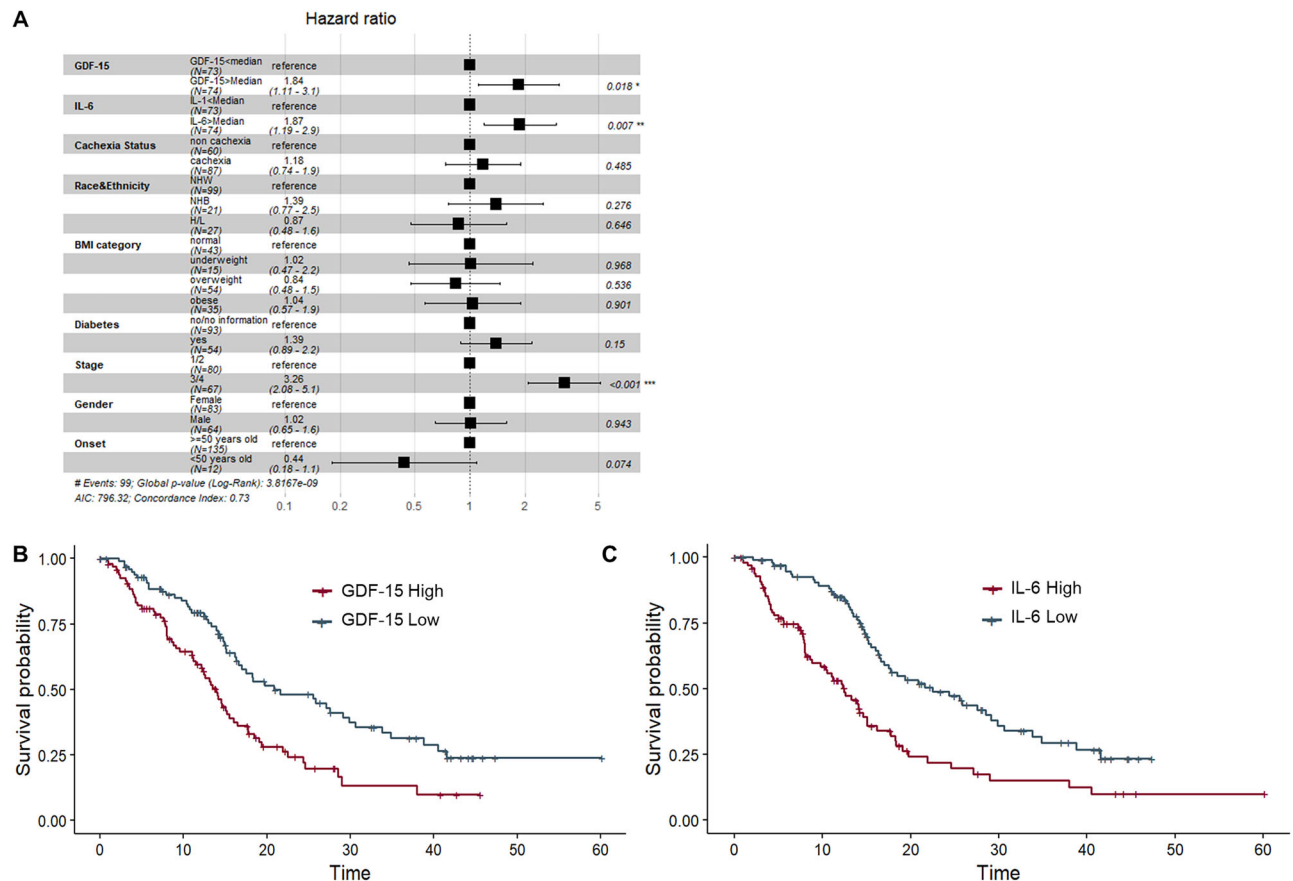 A
Hazard ratio
GDF-15
GDF-15<median
(N=73)
reference
GDF-15>Median
(N=74)
1.84
(1.11 - 3.1)
0.018 *
IL-6
IL-1<Median
(N=73)
reference
IL-6>Median
(N=74)
1.87
(1.19 - 2.9)
0.007 **
Cachexia Status
non cachexia
(N=60)
reference
cachexia
(N=87)
1.18
(0.74 - 1.9)
0.485
Race&Ethnicity
NHW
(N=99)
reference
NHB
(N=21)
1.39
(0.77 - 2.5)
0.276
H/L
(N=27)
0.87
(0.48 - 1.6)
0.646
BMI category
normal
(N=43)
reference
underweight
(N=15)
1.02
(0.47 - 2.2)
0.968
overweight
(N=54)
0.84
(0.48 - 1.5)
0.536
obese
(N=35)
1.04
(0.57 - 1.9)
0.901
Diabetes
no/no information
(N=93)
reference
yes
(N=54)
1.39
(0.89 - 2.2)
0.15
Stage
1/2
(N=80)
reference
3/4
(N=67)
3.26
(2.08 - 5.1)
<0.001 ***
Gender
Female
(N=83)
reference
Male
(N=64)
1.02
(0.65 - 1.6)
0.943
Onset
>=50 years old
(N=135)
reference
<50 years old
(N=12)
0.44
(0.18 - 1.1)
0.074
# Events: 99; Global p-value (Log-Rank): 3.8167e-09
AIC: 796.32; Concordance Index: 0.73
0.1 0.5 1 5
B
Survival probability
1.00
0.75
0.50
0.25
0.00
GDF-15 High
GDF-15 Low
0 10 20 30 40 50 60
Time
C
Survival probability
1.00
0.75
0.50
0.25
0.00
IL-6 High
IL-6 Low
0 10 20 30 40 50 60
Time